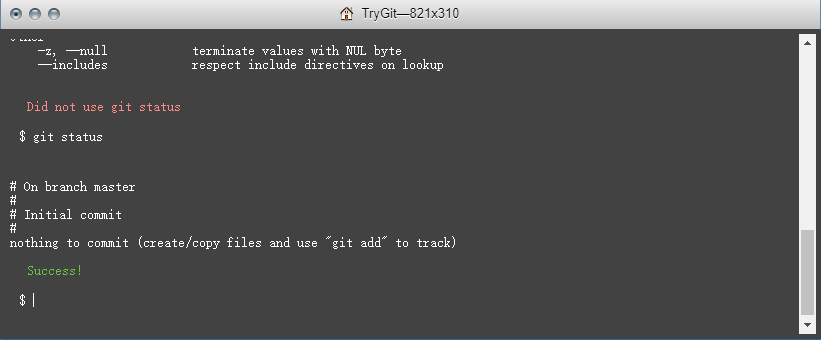 TryGit—821x310
-z, --null terminate values with NUL byte
--includes respect include directives on lookup
Did not use git status
$ git status
# On branch master
#
# Initial commit
#
nothing to commit (create/copy files and use "git add" to track)
Success!
$